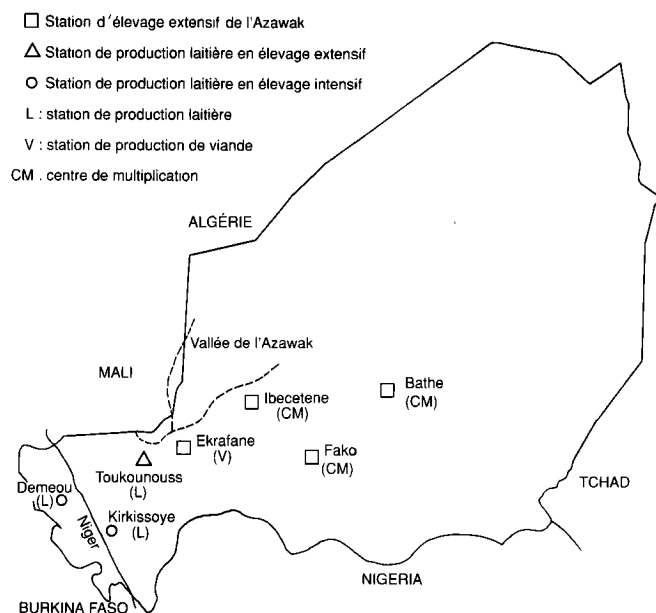 Station d'élevage extensif de l'Azawak
Station de production laitière en élevage extensif
Station de production laitière en élevage intensif
L : station de production laitière
V : station de production de viande
CM . centre de multiplication
ALGÉRIE
Vallée de l'Azawak
MALI
Bathe
(CM)
Ibecetene
(CM)
Ekrafane
(V)
Fako
(CM)
Toukounouss
(L)
TCHAD
Demeou
(L)
Kirkissoye
(L)
Niger
NIGERIA
BURKINA FASO